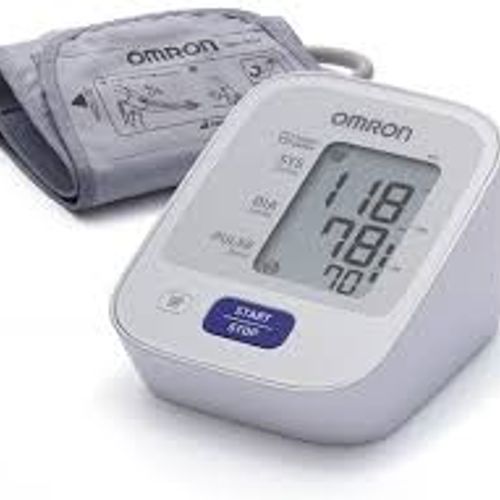 OMRON
OMRON
SYS
118
DIA
78
PULSE
70
START
STOP